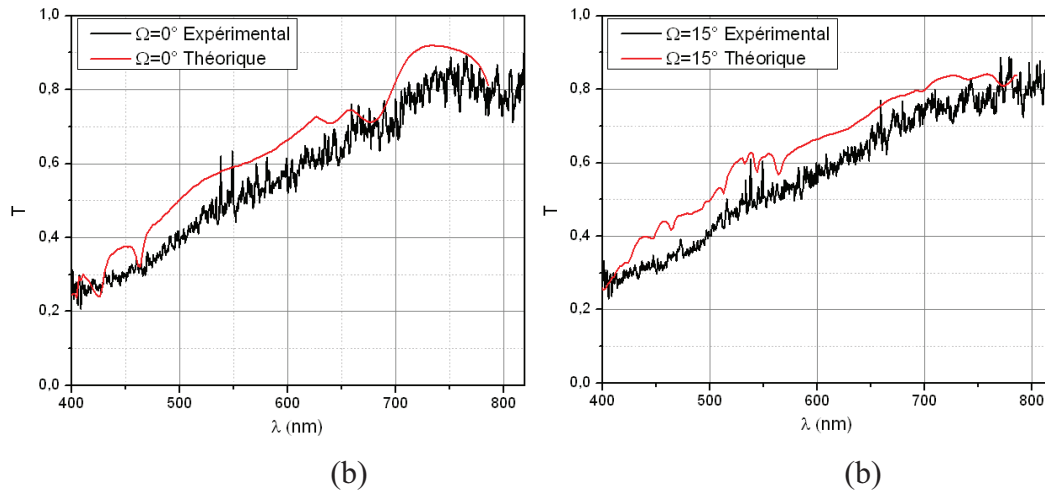 Ω=0° Expérimental
Ω=0° Théorique
1,0
0,8
0,6
0,4
0,2
0,0
T
400
500
600
700
800
λ (nm)
(b)
Ω=15° Expérimental
Ω=15° Théorique
1,0
0,8
0,6
0,4
0,2
0,0
T
400
500
600
700
800
λ (nm)
(b)